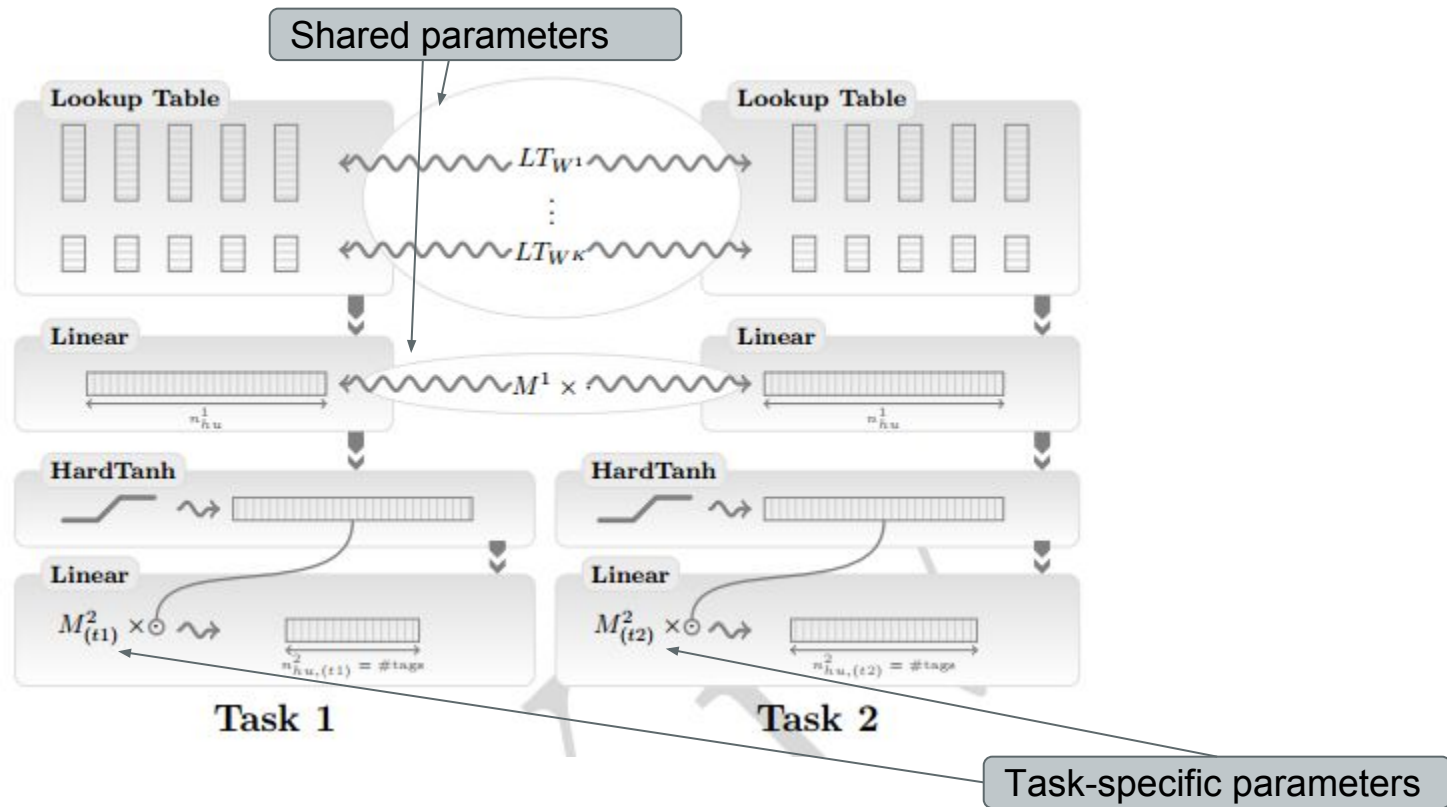 Shared parameters
Lookup Table Lookup Table
LT_{W^1}
⋮
LT_{W^K}
Linear Linear
M^1 × ·
n^1_{hu} n^1_{hu}
HardTanh HardTanh
Linear Linear
M^2_{(t1)} × ⊙ M^2_{(t2)} × ⊙
n^2_{hu,(t1)} = #tags n^2_{hu,(t2)} = #tags
Task 1 Task 2
Task-specific parameters